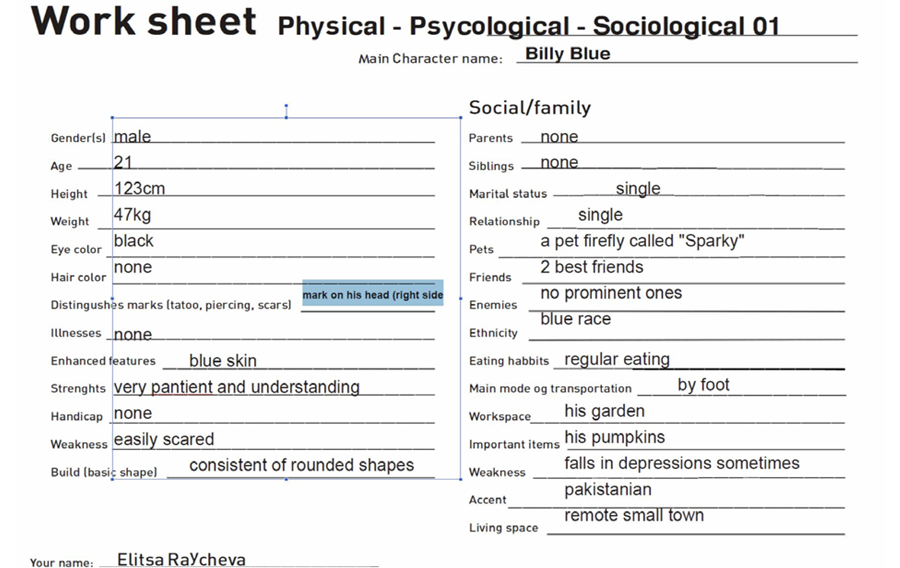 Work sheet Physical - Psycological - Sociological 01
Main Character name: Billy Blue
Gender(s) male
Age 21
Height 123cm
Weight 47kg
Eye color black
Hair color none
Distingushes marks (tatoo, piercing, scars) mark on his head (right side
Illnesses none
Enhanced features blue skin
Strenghts very pantient and understanding
Handicap none
Weakness easily scared
Build (basic shape) consistent of rounded shapes
Social/family
Parents none
Siblings none
Marital status single
Relationship single
Pets a pet firefly called "Sparky"
Friends 2 best friends
Enemies no prominent ones
Ethnicity blue race
Eating habbits regular eating
Main mode og transportation by foot
Workspace his garden
Important items his pumpkins
Weakness falls in depressions sometimes
Accent pakistanian
Living space remote small town
Your name: Elitsa Raycheva